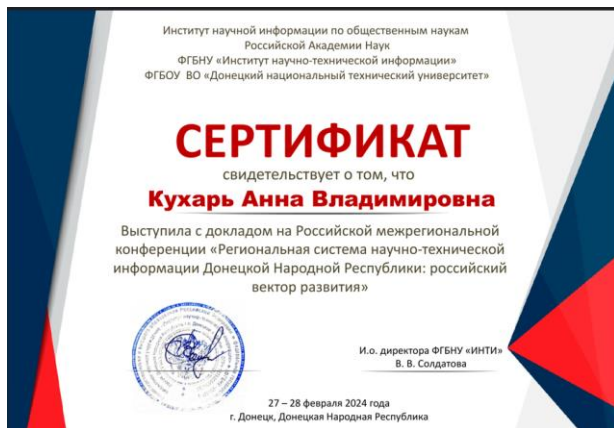 Институт научной информации по общественным наукам
Российской Академии Наук
ФГБНУ «Институт научно-технической информации»
ФГБОУ ВО «Донецкий национальный технический университет»
СЕРТИФИКАТ
свидетельствует о том, что
Кухарь Анна Владимировна
Выступила с докладом на Российской межрегиональной
конференции «Региональная система научно-технической
информации Донецкой Народной Республики: российский
вектор развития»
И.о. директора ФГБНУ «ИНТИ»
В. В. Солдатова
27 – 28 февраля 2024 года
г. Донецк, Донецкая Народная Республика